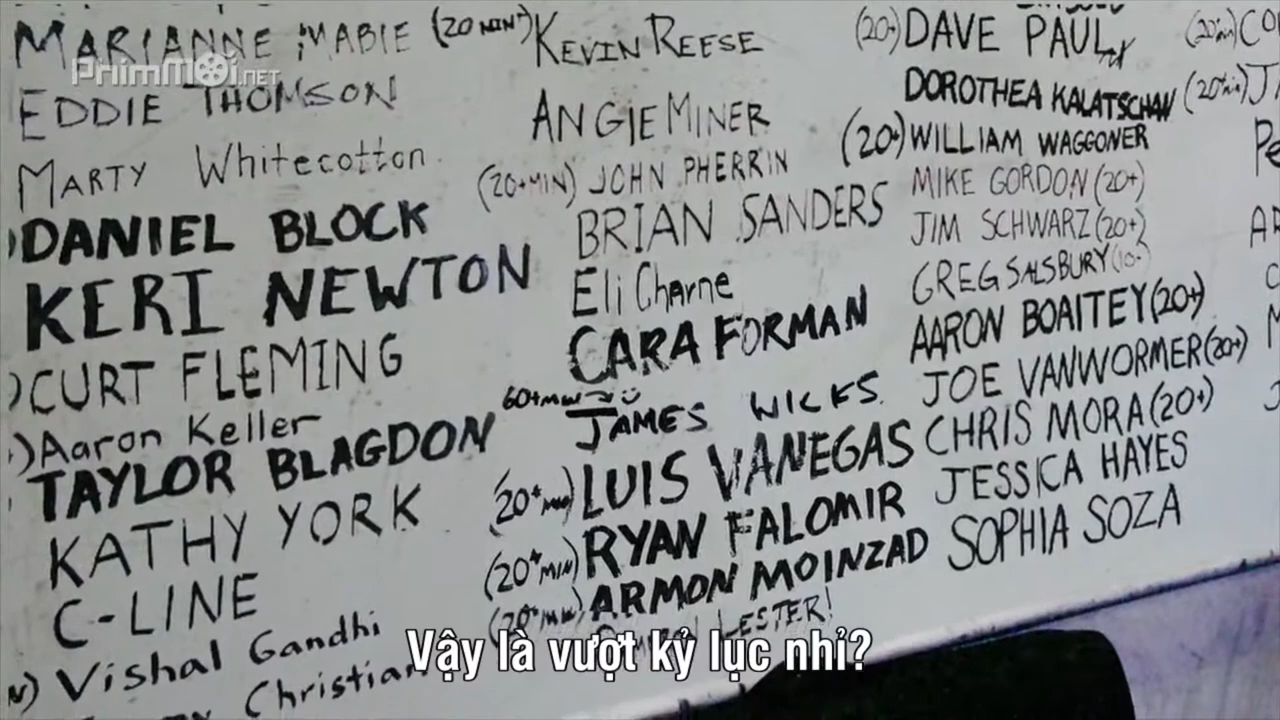 MARIANNE MABIE
EDDIE THOMSON
MARTY Whitecotton
DANIEL BLOCK
KERI NEWTON
CURT FLEMING
Aaron Keller
TAYLOR BLAGDON
KATHY YORK
C-LINE
Vishal Gandhi
Christian
(20 MIN) KEVIN REESE
ANGIE MINER
(20+MIN) JOHN PHERRIN
BRIAN SANDERS
Eli Charne
CARA FORMAN
JAMES WICKS
(20+ MIN) LUIS VANEGAS
(20+ MIN) RYAN FALOMIR
ARMON MOINZAD
LESTER!
(20+) DAVE PAUL
DOROTHEA KALATSCHAN
(20+) WILLIAM WAGGONER
MIKE GORDON (20+)
JIM SCHWARZ (20+)
GREG SALSBURY
AARON BOAITEY (20+)
JOE VANWORMER (20+)
CHRIS MORA (20+)
JESSICA HAYES
SOPHIA SOZA
PhimMoi.NET
Vậy là vượt kỷ lục nhỉ?